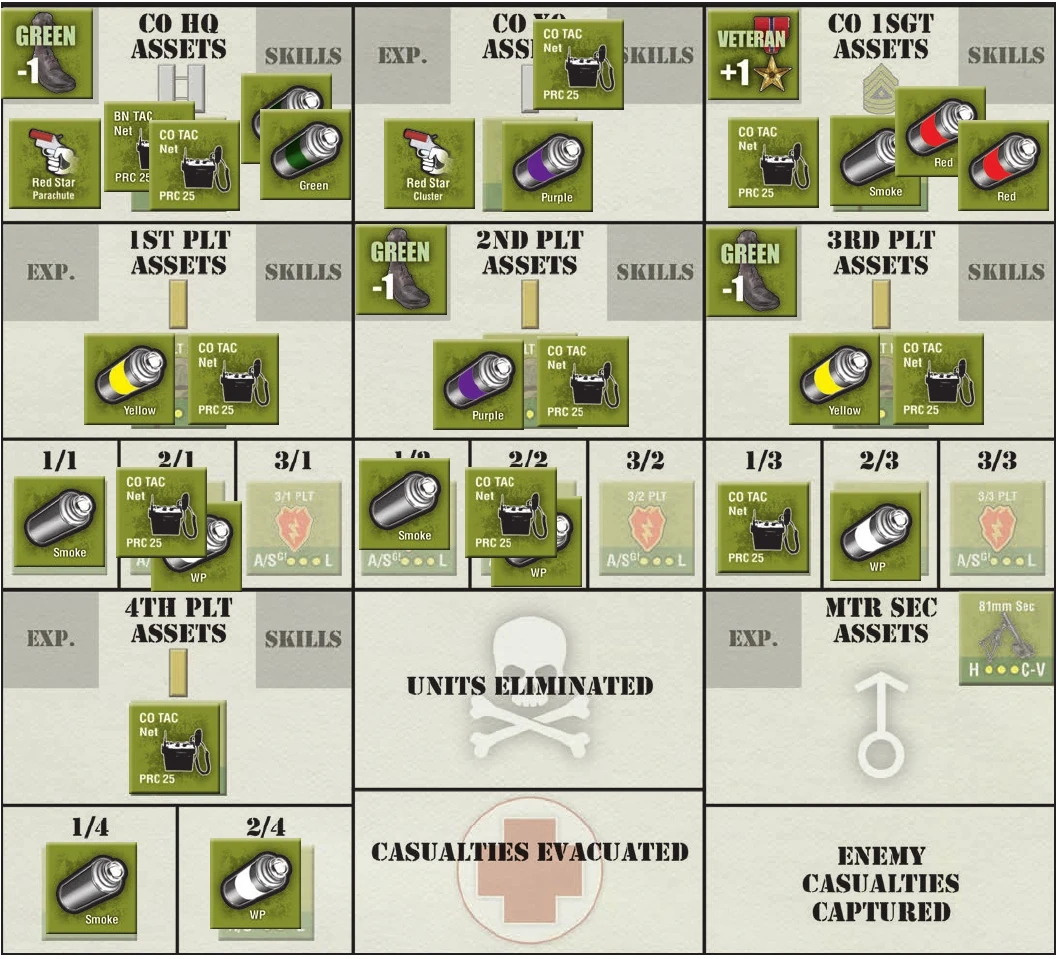 GREEN
-1
CO HQ
ASSETS
SKILLS
Red Star
Parachute
BN TAC
Net
PRC 25
CO TAC
Net
PRC 25
Green
EXP.
CO XO
SKILLS
CO TAC
Net
PRC 25
Red Star
Cluster
Purple
VETERAN
+1
CO 1SGT
ASSETS
SKILLS
CO TAC
Net
PRC 25
Smoke
Red
Red
EXP.
1ST PLT
ASSETS
SKILLS
Yellow
CO TAC
Net
PRC 25
GREEN
-1
2ND PLT
ASSETS
SKILLS
Purple
CO TAC
Net
PRC 25
GREEN
-1
3RD PLT
ASSETS
SKILLS
Yellow
CO TAC
Net
PRC 25
1/1
Smoke
2/1
CO TAC
Net
PRC 25
WP
3/1
3/1 PLT
A/SG! L
1/2
Smoke
A/SG! L
2/2
CO TAC
Net
PRC 25
WP
3/2
3/2 PLT
A/SG! L
1/3
CO TAC
Net
PRC 25
2/3
WP
3/3
3/3 PLT
A/SG! L
EXP.
4TH PLT
ASSETS
SKILLS
CO TAC
Net
PRC 25
UNITS ELIMINATED
EXP.
MTR SEC
ASSETS
81mm Sec
H C-V
1/4
Smoke
2/4
WP
CASUALTIES EVACUATED
ENEMY
CASUALTIES
CAPTURED